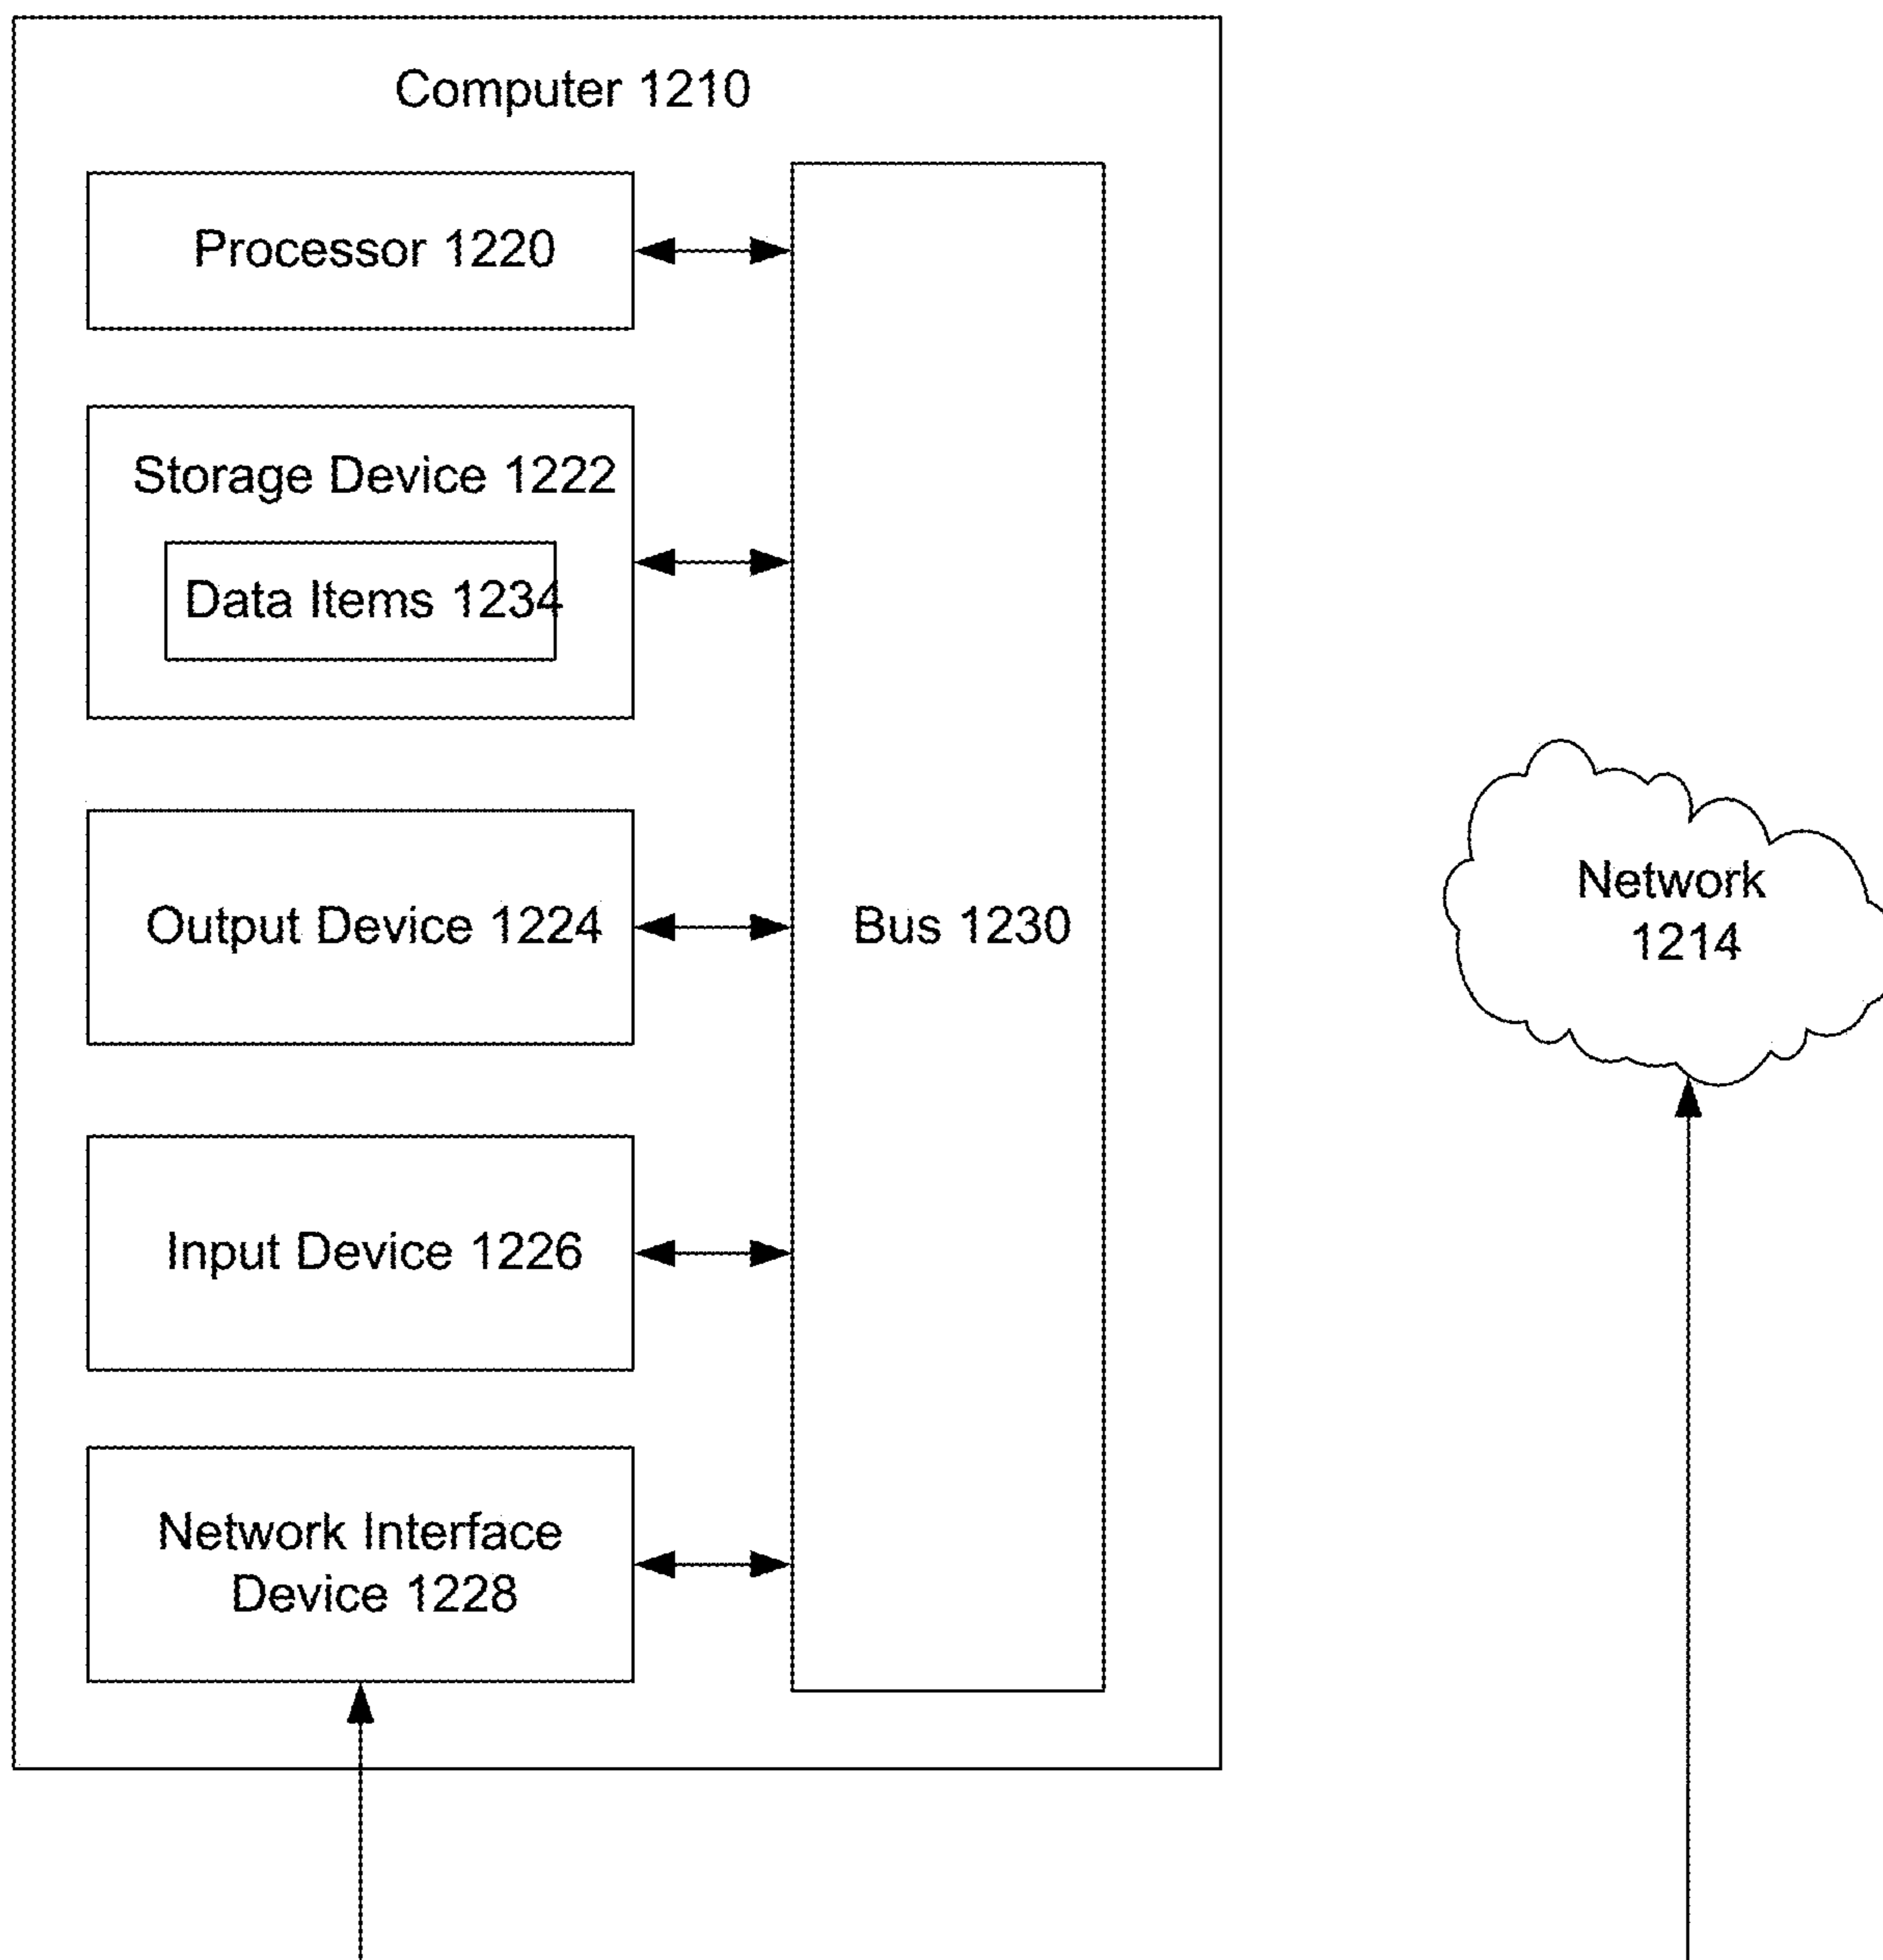 Computer 1210
Processor 1220
Storage Device 1222
Data Items 1234
Output Device 1224
Bus 1230
Input Device 1226
Network Interface
Device 1228
Network
1214